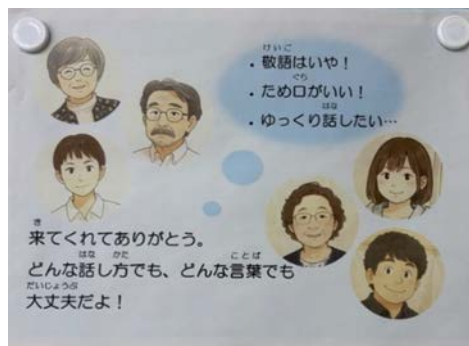 ・敬語はいや！
・ため口がいい！
・ゆっくり話したい…
来てくれてありがとう。
どんな話し方でも、どんな言葉でも
大丈夫だよ！